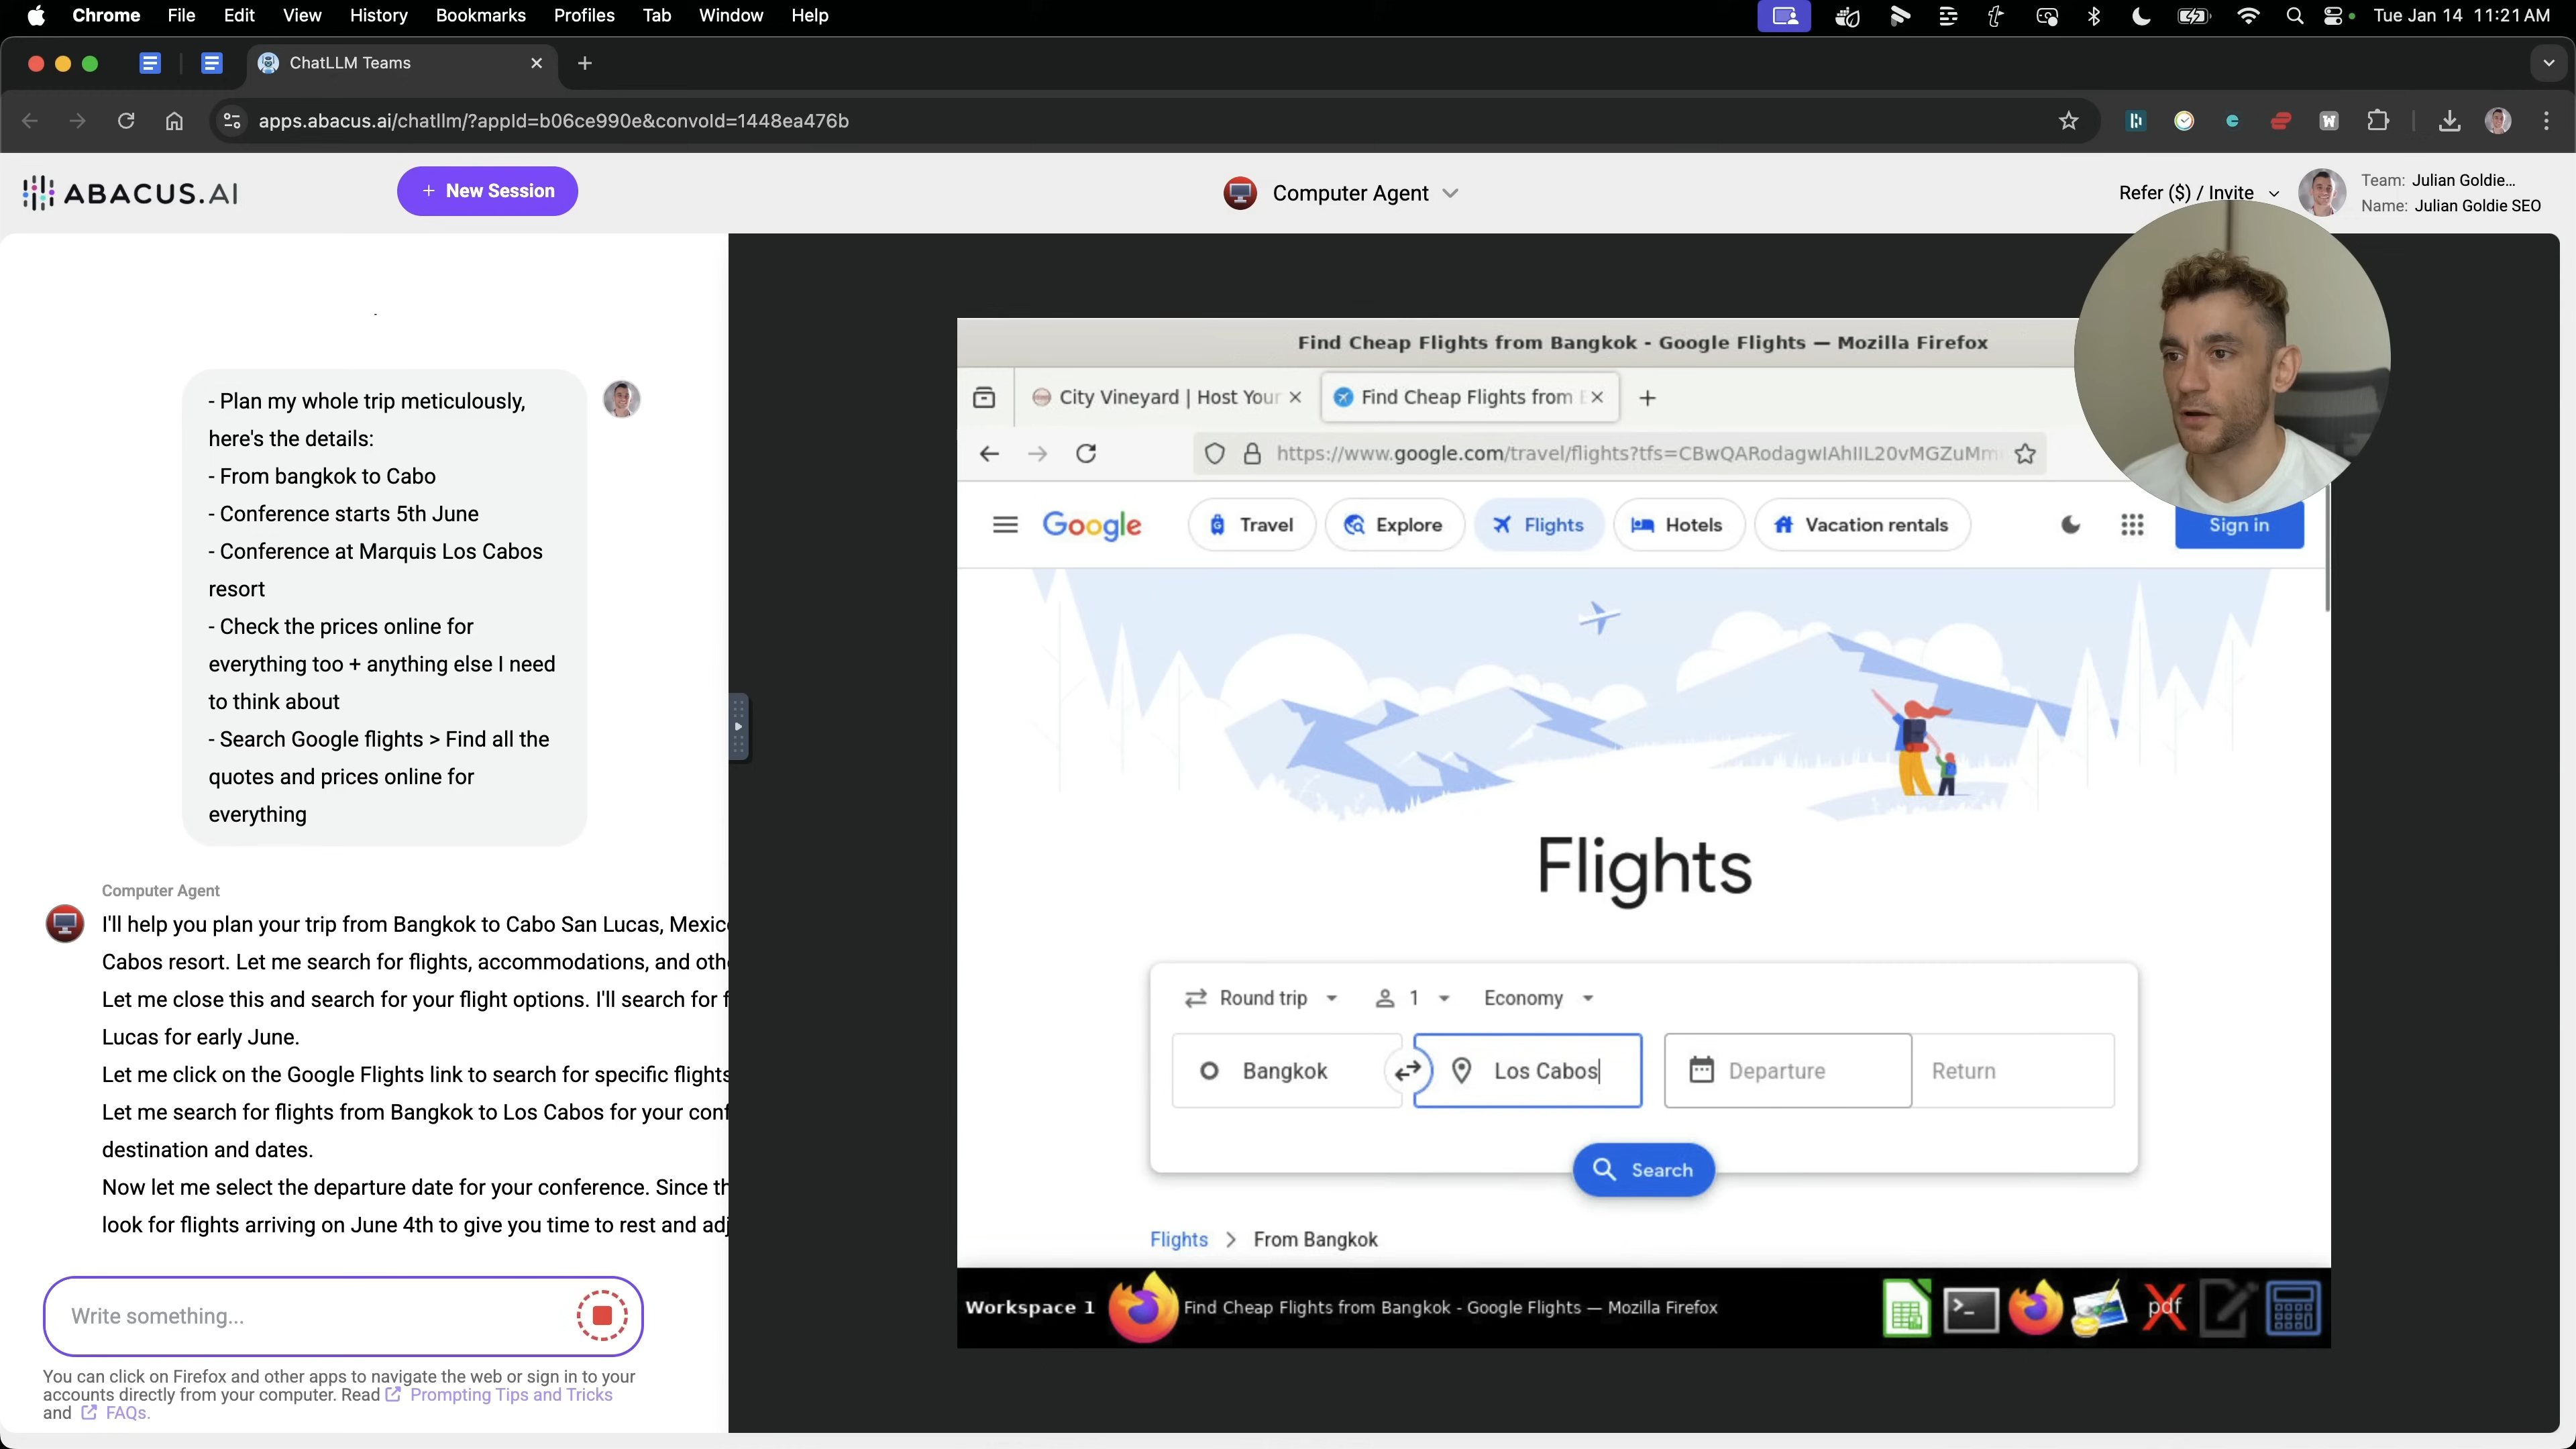 Chrome File Edit View History Bookmarks Profiles Tab Window Help
Tue Jan 14 11:21 AM
ChatLLM Teams
apps.abacus.ai/chatllm/?appId=b06ce990e&convoId=1448ea476b
ABACUS.AI
+ New Session
Computer Agent
Refer ($) / Invite
Team: Julian Goldie...
Name: Julian Goldie SEO
- Plan my whole trip meticulously,
here's the details:
- From bangkok to Cabo
- Conference starts 5th June
- Conference at Marquis Los Cabos
resort
- Check the prices online for
everything too + anything else I need
to think about
- Search Google flights > Find all the
quotes and prices online for
everything
Computer Agent
I'll help you plan your trip from Bangkok to Cabo San Lucas,
Cabos resort. Let me search for flights, accommodations, and
Let me close this and search for your flight options. I'll search for
Lucas for early June.
Let me click on the Google Flights link to search for specific flights
Let me search for flights from Bangkok to Los Cabos for your
destination and dates.
Now let me select the departure date for your conference. Since
look for flights arriving on June 4th to give you time to rest and
Write something...
You can click on Firefox and other apps to navigate the web or sign in to your
accounts directly from your computer. Read Prompting Tips and Tricks
and FAQs.
Find Cheap Flights from Bangkok - Google Flights — Mozilla Firefox
City Vineyard | Host Your
Find Cheap Flights from
https://www.google.com/travel/flights?tfs=CBwQARodagwIAhIIL20vMGZuMm
Google
Travel
Explore
Flights
Hotels
Vacation rentals
Sign in
Flights
Round trip
1
Economy
Bangkok
Los Cabos
Departure
Return
Search
Flights > From Bangkok
Workspace 1
Find Cheap Flights from Bangkok - Google Flights — Mozilla Firefox
pdf